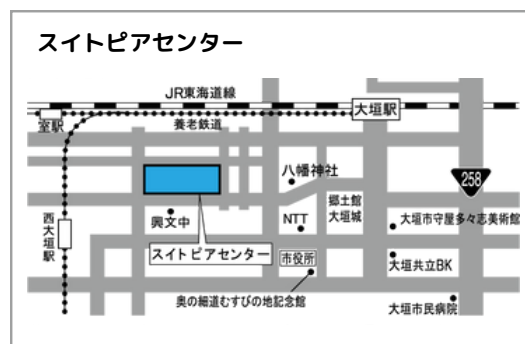 スイトピアセンター
JR東海道線
大垣駅
室駅
養老鉄道
八幡神社
258
郷土館
大垣城
西大垣駅
興文中
NTT
大垣市守屋多々志美術館
スイトピアセンター
市役所
大垣共立BK
奥の細道むすびの地記念館
大垣市民病院